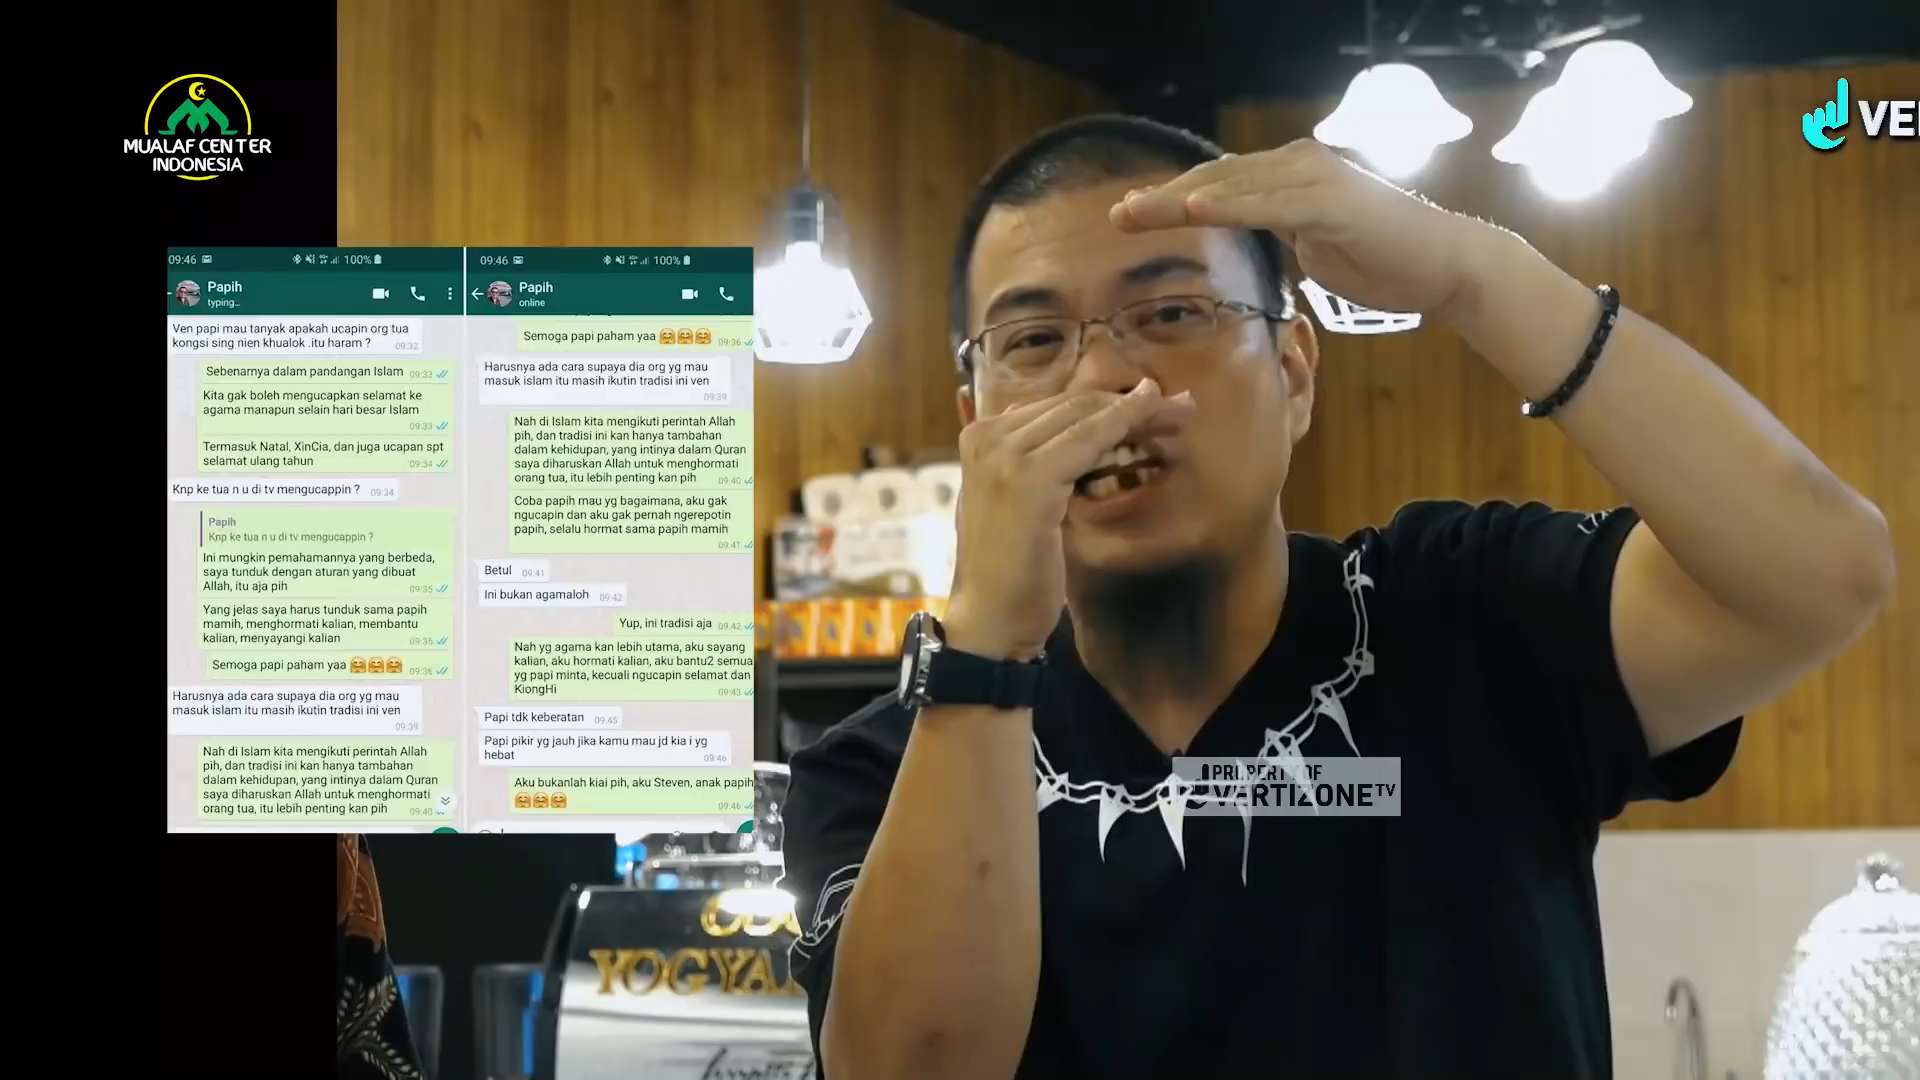 MUALAF CENTER
INDONESIA
VE
09:46
100%
Papih
typing...
Ven papi mau tanyak apakah ucapin org tua
kongsi sing nien khualok .itu haram ?
09:32
Sebenarnya dalam pandangan Islam 09:33
Kita gak boleh mengucapkan selamat ke
agama manapun selain hari besar Islam
09:33
Termasuk Natal, XinCia, dan juga ucapan spt
selamat ulang tahun 09:34
Knp ke tua n u di tv mengucappin ? 09:34
Papih
Knp ke tua n u di tv mengucappin ?
Ini mungkin pemahamannya yang berbeda,
saya tunduk dengan aturan yang dibuat
Allah, itu aja pih 09:35
Yang jelas saya harus tunduk sama papih
mamih, menghormati kalian, membantu
kalian, menyayangi kalian 09:36
Semoga papi paham yaa 🤗🤗🤗 09:36
Harusnya ada cara supaya dia org yg mau
masuk islam itu masih ikutin tradisi ini ven
09:39
Nah di Islam kita mengikuti perintah Allah
pih, dan tradisi ini kan hanya tambahan
dalam kehidupan, yang intinya dalam Quran
saya diharuskan Allah untuk menghormati
orang tua, itu lebih penting kan pih 09:40
09:46
100%
Papih
online
Semoga papi paham yaa 🤗🤗🤗 09:36
Harusnya ada cara supaya dia org yg mau
masuk islam itu masih ikutin tradisi ini ven
09:39
Nah di Islam kita mengikuti perintah Allah
pih, dan tradisi ini kan hanya tambahan
dalam kehidupan, yang intinya dalam Quran
saya diharuskan Allah untuk menghormati
orang tua, itu lebih penting kan pih 09:40
Coba papih mau yg bagaimana, aku gak
ngucapin dan aku gak pernah ngerepotin
papih, selalu hormat sama papih mamih
09:41
Betul 09:41
Ini bukan agamaloh 09:42
Yup, ini tradisi aja 09:42
Nah yg agama kan lebih utama, aku sayang
kalian, aku hormati kalian, aku bantu2 semua
yg papi minta, kecuali ngucapin selamat dan
KiongHi 09:43
Papi tdk keberatan 09:45
Papi pikir yg jauh jika kamu mau jd kia i yg
hebat 09:46
Aku bukanlah kiai pih, aku Steven, anak papih
🤗🤗🤗 09:46
PROPERTY OF
VERTIZONE TV
YOGYA